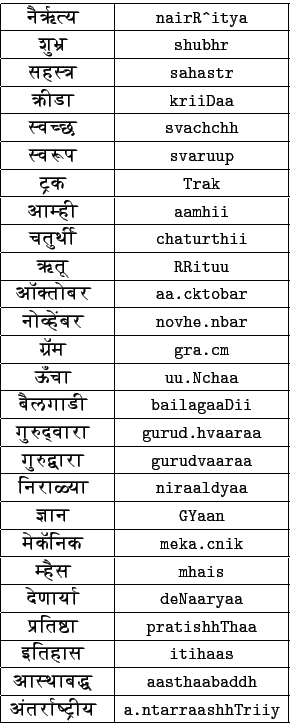 नैर्ऋत्य nairR^itya
शुभ्र shubhr
सहस्त्र sahastr
क्रीडा kriiDaa
स्वच्छ svachchh
स्वरूप svaruup
ट्रक Trak
आम्ही aamhii
चतुर्थी chaturthii
ऋतू RRituu
ऑक्तोबर aa.cktobar
नोव्हेंबर novhe.nbar
ग्रॅम gra.cm
ऊँचा uu.Nchaa
बैलगाडी bailagaaDii
गुरुद्‌वारा gurud.hvaaraa
गुरुद्वारा gurudvaaraa
निराळ्या niraaldyaa
ज्ञान GYaan
मेकॅनिक meka.cnik
म्हैस mhais
देणार्या deNaaryaa
प्रतिष्ठा pratishhThaa
इतिहास itihaas
आस्थाबद्ध aasthaabaddh
अंतर्राष्ट्रीय a.ntarraashhTriiy